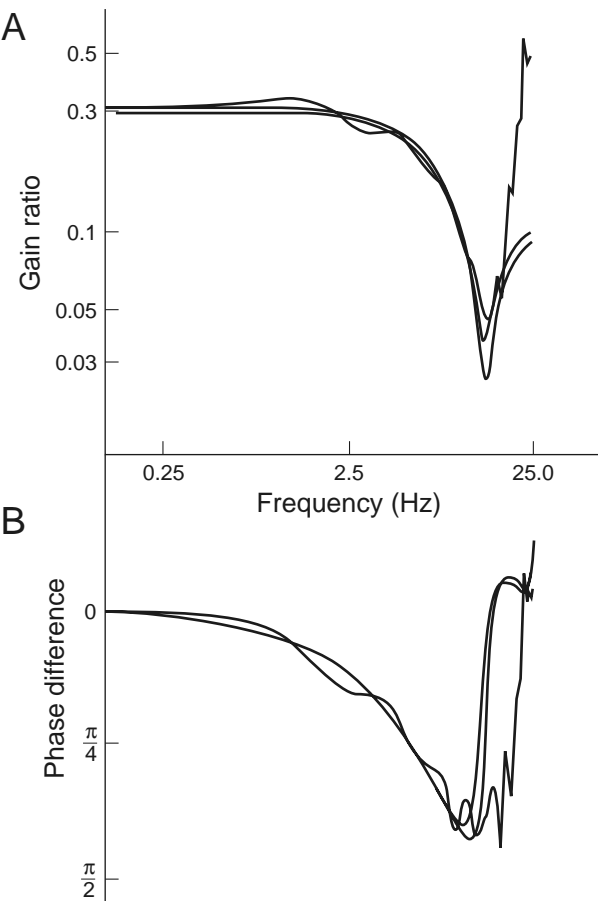 A
0.5
0.3
0.1
0.05
0.03
Gain ratio
0.25 2.5 25.0
Frequency (Hz)
B
0
π
4
π
2
Phase difference